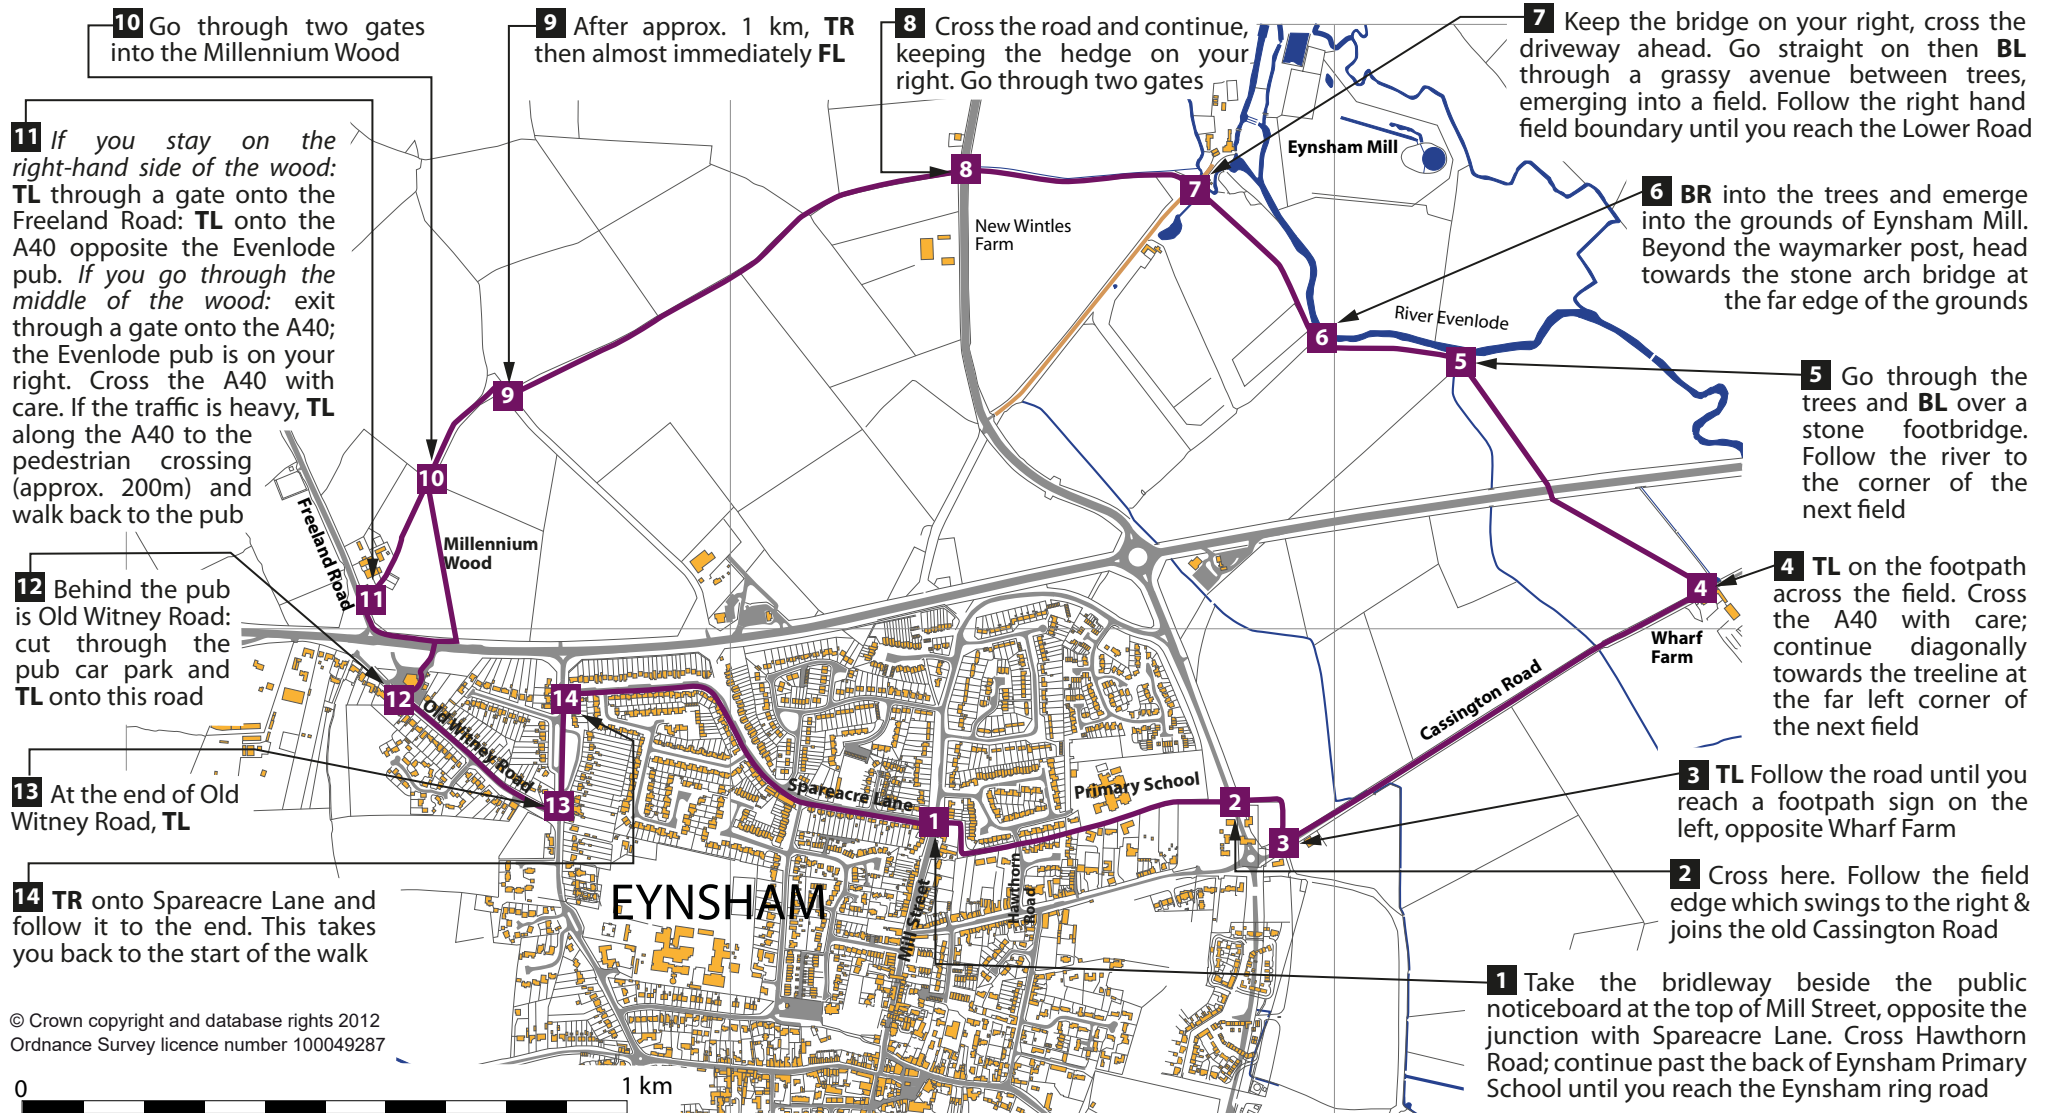 10 Go through two gates
into the Millennium Wood
9 After approx. 1 km, TR
then almost immediately FL
8 Cross the road and continue,
keeping the hedge on your
right. Go through two gates
7 Keep the bridge on your right, cross the
driveway ahead. Go straight on then BL
through a grassy avenue between trees,
emerging into a field. Follow the right hand
field boundary until you reach the Lower Road
11 If you stay on the
right-hand side of the wood:
TL through a gate onto the
Freeland Road: TL onto the
A40 opposite the Evenlode
pub. If you go through the
middle of the wood: exit
through a gate onto the A40;
the Evenlode pub is on your
right. Cross the A40 with
care. If the traffic is heavy, TL
along the A40 to the
pedestrian crossing
(approx. 200m) and
walk back to the pub
6 BR into the trees and emerge
into the grounds of Eynsham Mill.
Beyond the waymarker post, head
towards the stone arch bridge at
the far edge of the grounds
5 Go through the
trees and BL over a
stone footbridge.
Follow the river to
the corner of the
next field
12 Behind the pub
is Old Witney Road:
cut through the
pub car park and
TL onto this road
4 TL on the footpath
across the field. Cross
the A40 with care;
continue diagonally
towards the treeline at
the far left corner of
the next field
13 At the end of Old
Witney Road, TL
3 TL Follow the road until you
reach a footpath sign on the
left, opposite Wharf Farm
14 TR onto Spareacre Lane and
follow it to the end. This takes
you back to the start of the walk
2 Cross here. Follow the field
edge which swings to the right &
joins the old Cassington Road
1 Take the bridleway beside the public
noticeboard at the top of Mill Street, opposite the
junction with Spareacre Lane. Cross Hawthorn
Road; continue past the back of Eynsham Primary
School until you reach the Eynsham ring road
Eynsham Mill
8
7
New Wintles
Farm
River Evenlode
6
5
9
10
Freeland Road
Millennium
Wood
11
4
Wharf
Farm
Cassington Road
12
14
Old Witney Road
13
Spareacre Lane
Primary School
1
2
3
EYNSHAM
Mill Street
Hawthorn
Road
© Crown copyright and database rights 2012
Ordnance Survey licence number 100049287
0
1 km